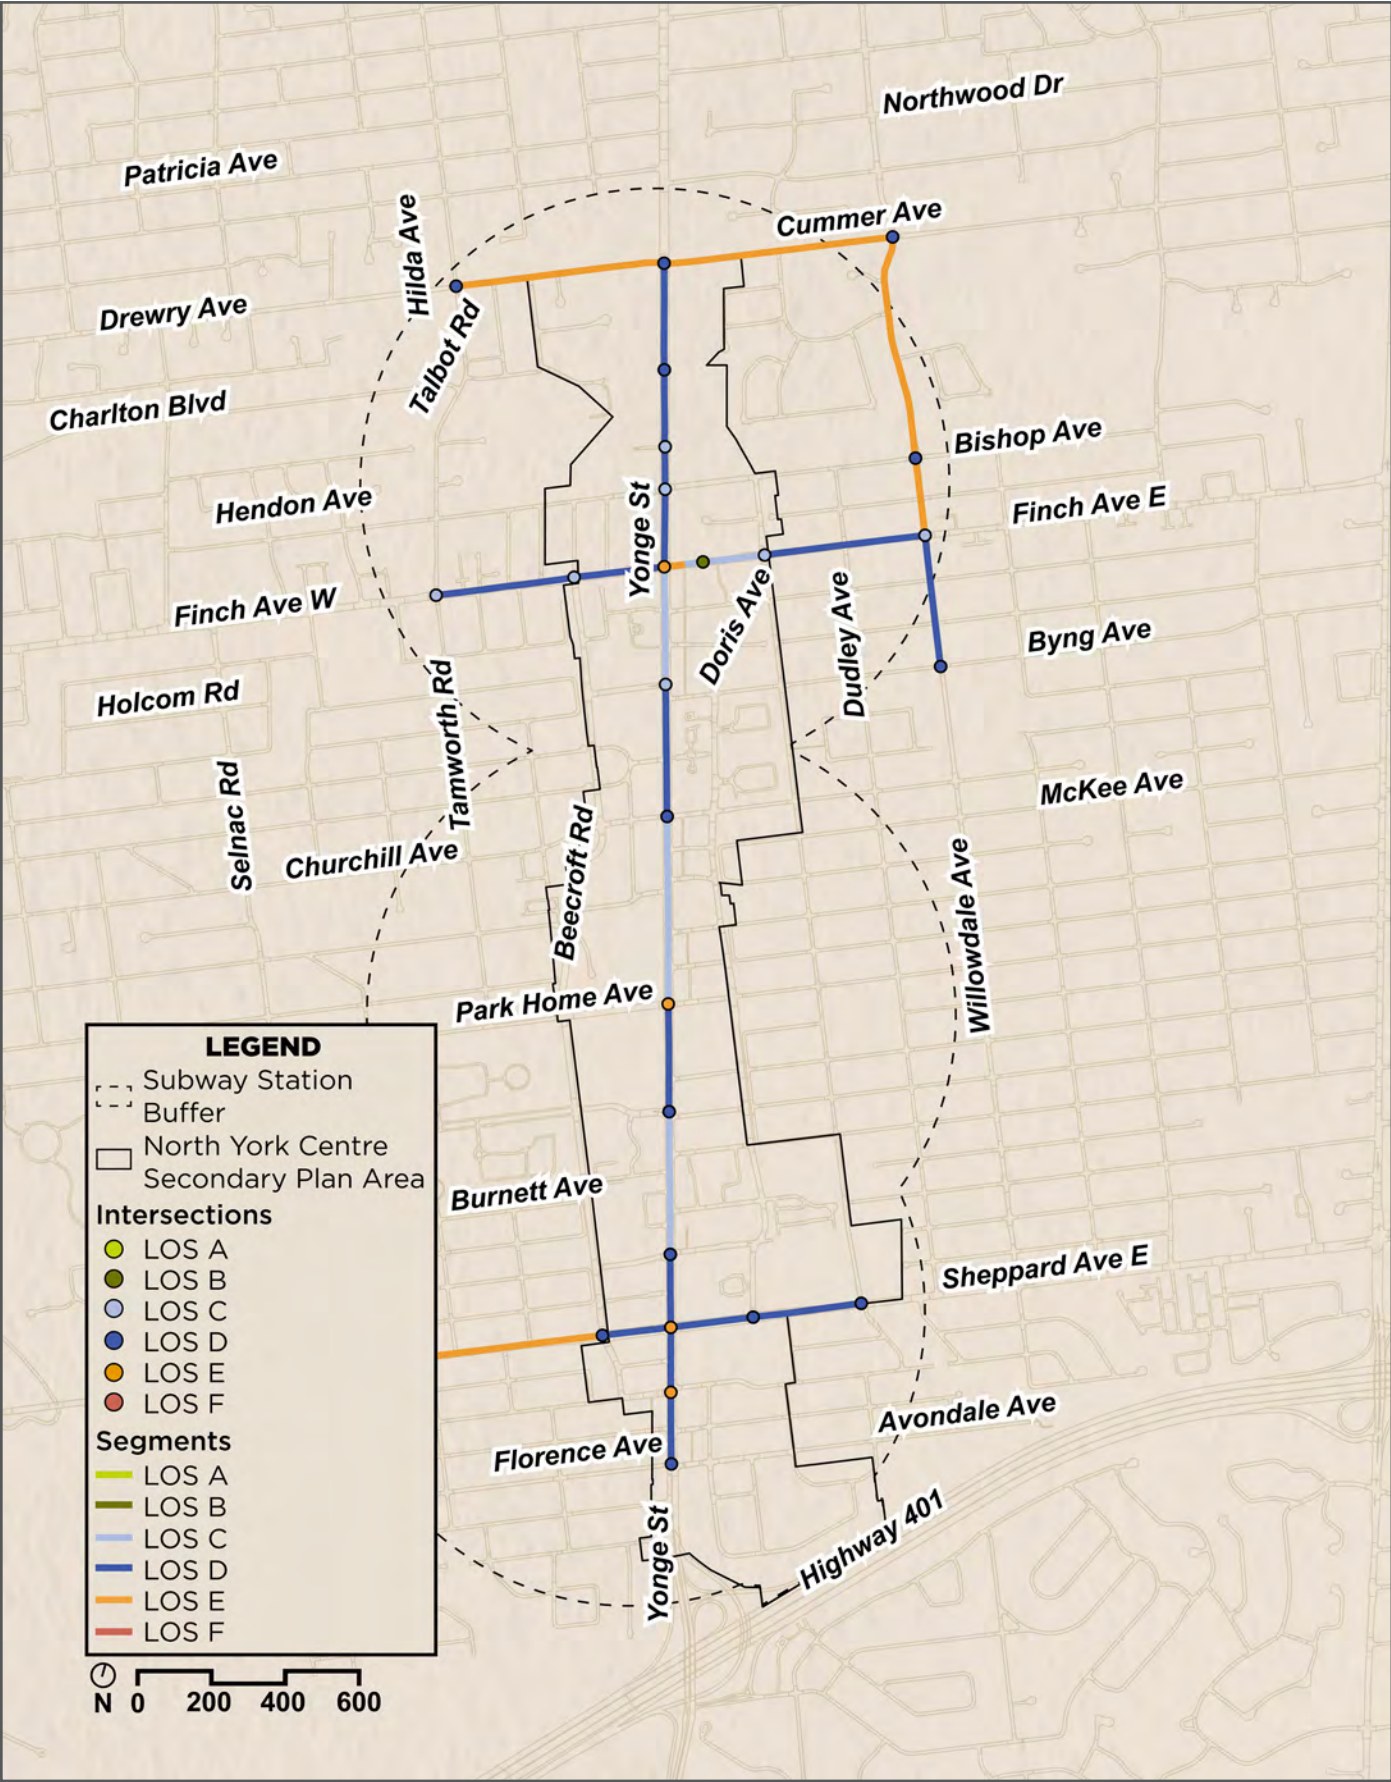 Northwood Dr
Patricia Ave
Cummer Ave
Hilda Ave
Drewry Ave
Talbot Rd
Charlton Blvd
Bishop Ave
Hendon Ave
Finch Ave E
Yonge St
Finch Ave W
Doris Ave
Dudley Ave
Byng Ave
Holcom Rd
Tamworth Rd
Selnac Rd
McKee Ave
Churchill Ave
Beecroft Rd
Willowdale Ave
Park Home Ave
LEGEND
Subway Station
Buffer
North York Centre
Secondary Plan Area
Intersections
LOS A
LOS B
LOS C
LOS D
LOS E
LOS F
Segments
LOS A
LOS B
LOS C
LOS D
LOS E
LOS F
Burnett Ave
Sheppard Ave E
Avondale Ave
Florence Ave
Yonge St
Highway 401
N 0 200 400 600